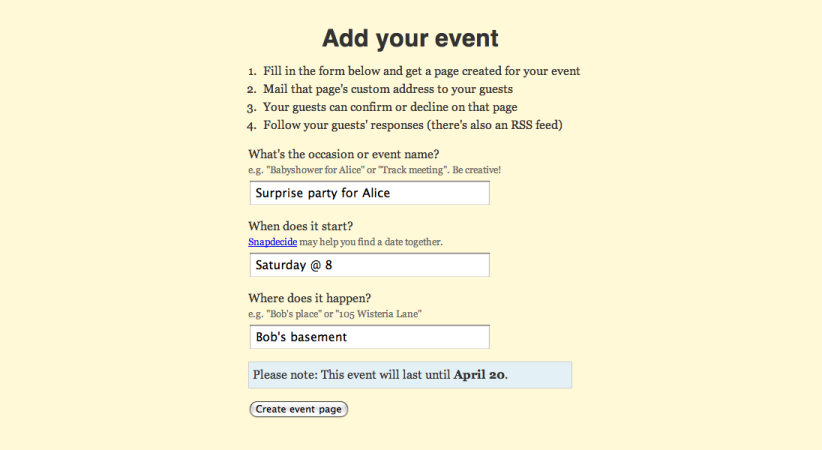 Add your event
1. Fill in the form below and get a page created for your event
2. Mail that page's custom address to your guests
3. Your guests can confirm or decline on that page
4. Follow your guests' responses (there's also an RSS feed)
What's the occasion or event name?
e.g. "Babyshower for Alice" or "Track meeting". Be creative!
Surprise party for Alice
When does it start?
Snapdecide may help you find a date together.
Saturday @ 8
Where does it happen?
e.g. "Bob's place" or "105 Wisteria Lane"
Bob's basement
Please note: This event will last until April 20.
Create event page